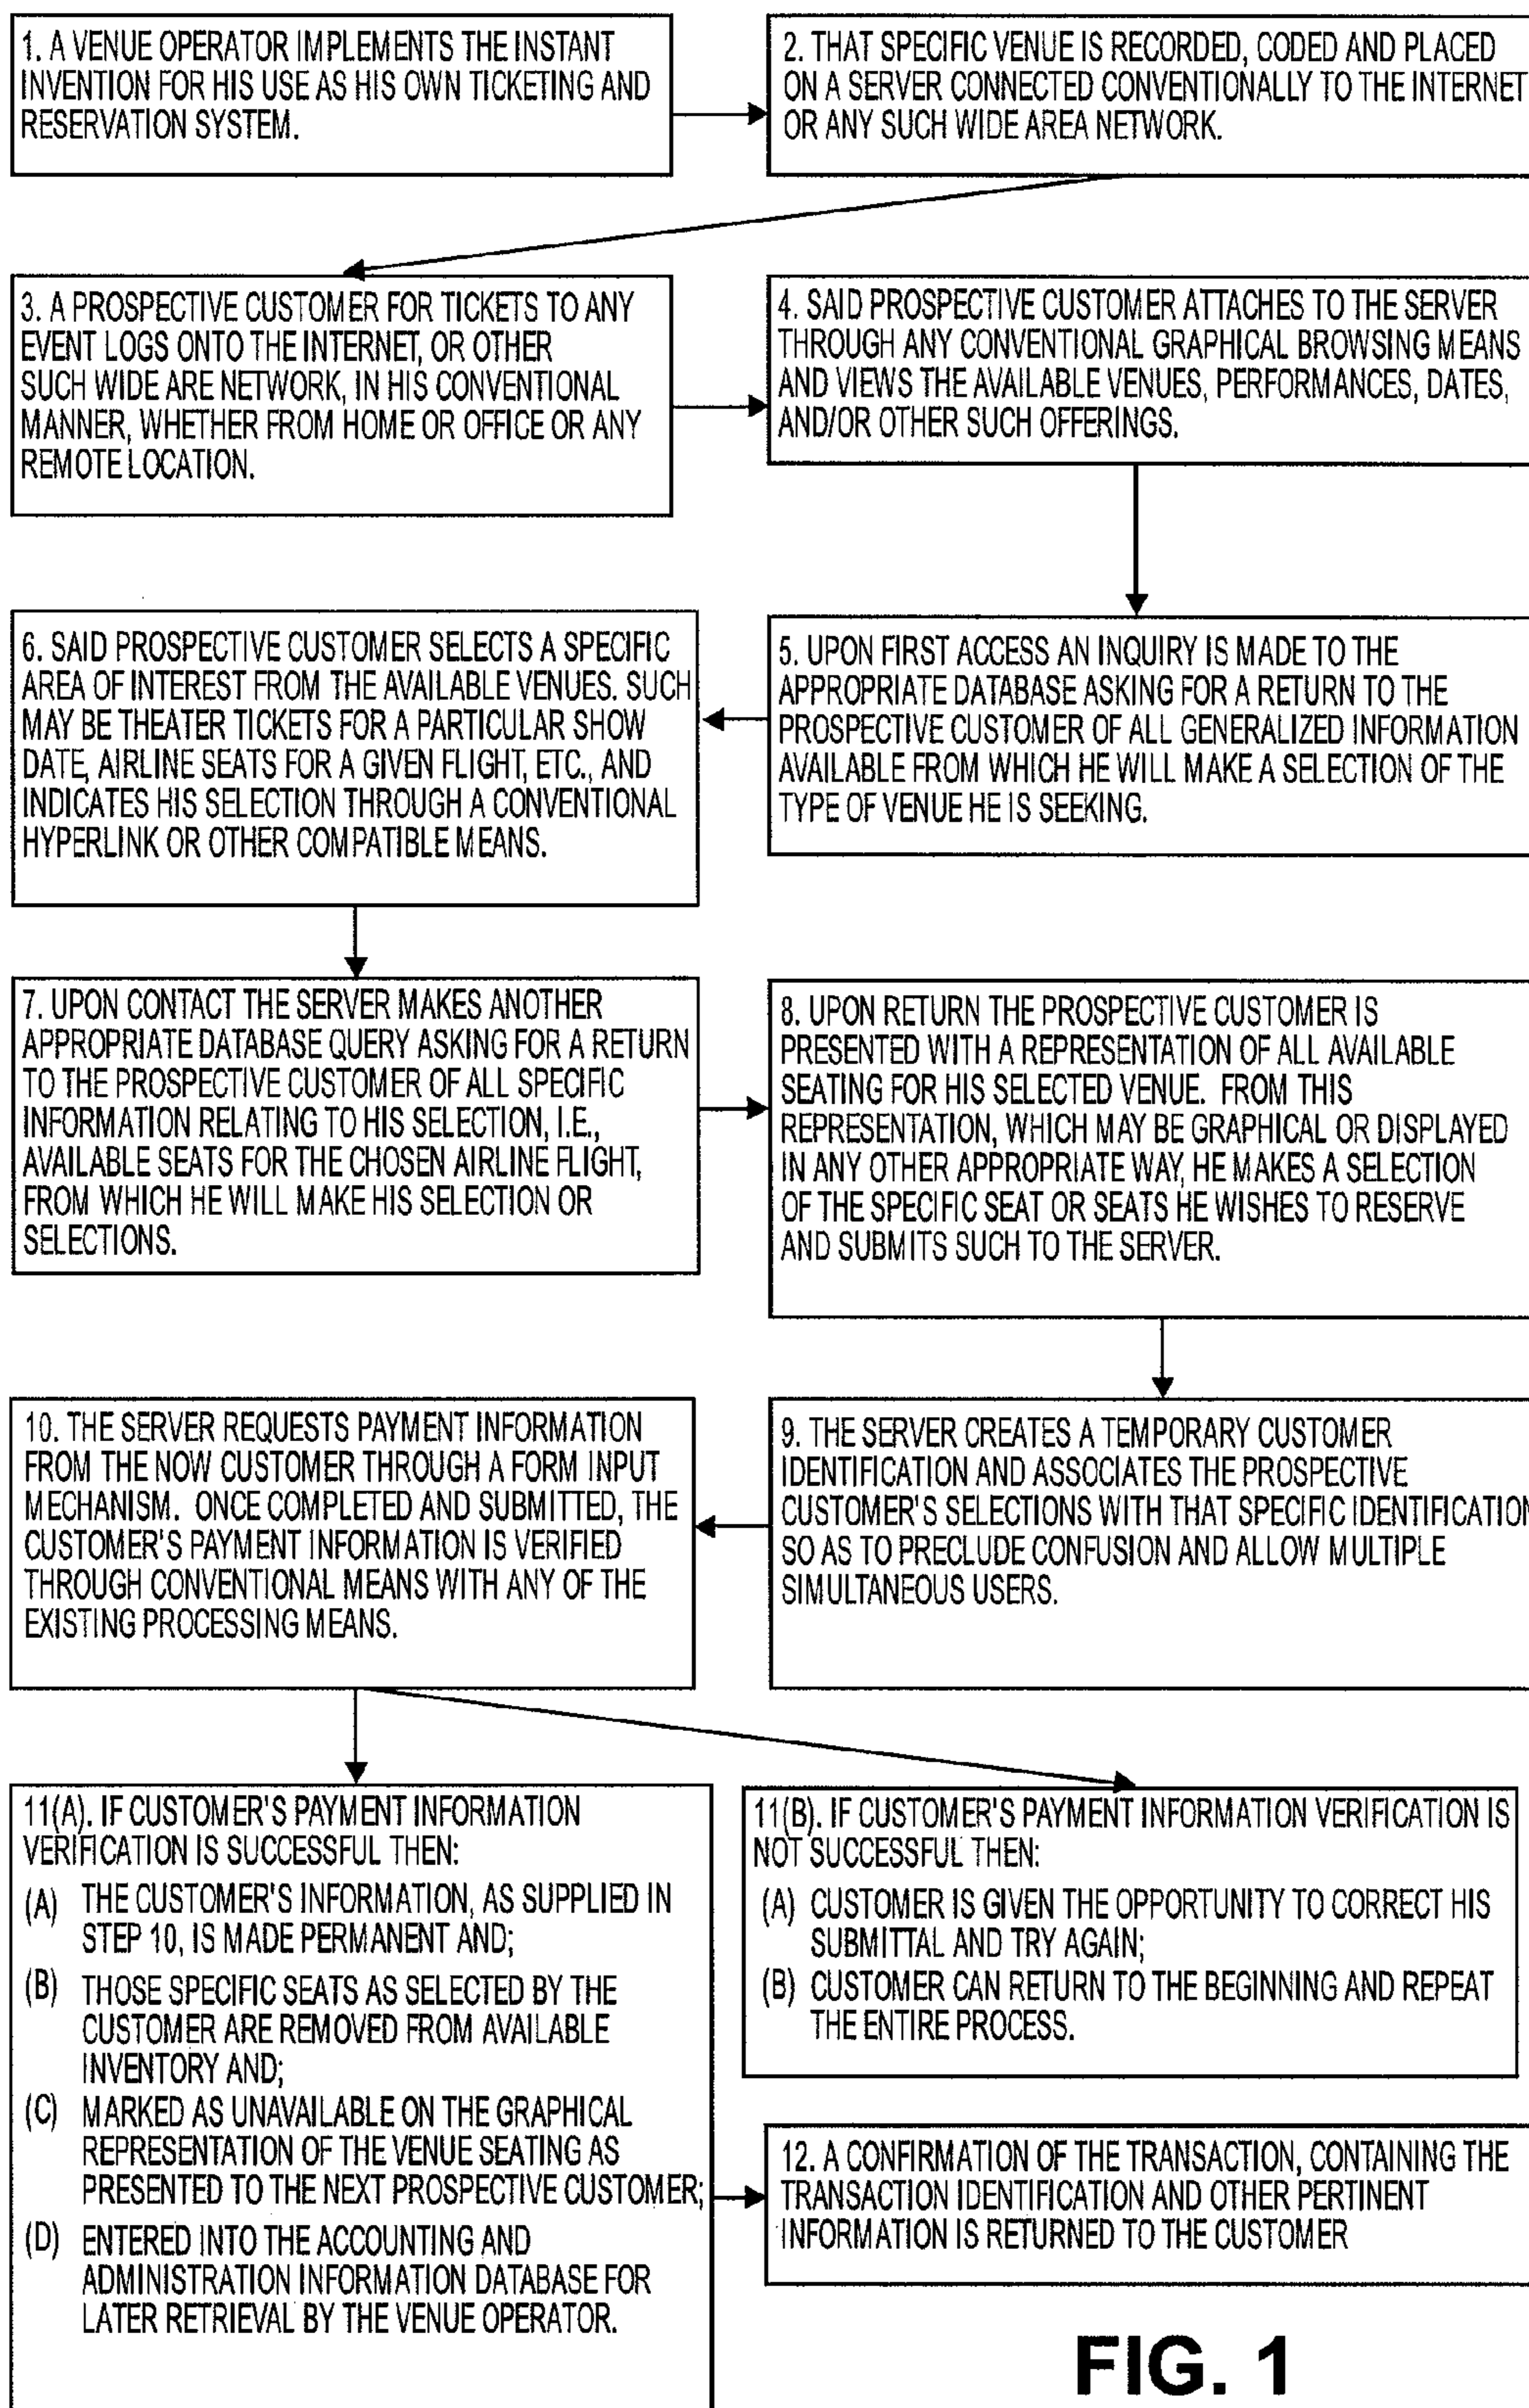 1. A VENUE OPERATOR IMPLEMENTS THE INSTANT
INVENTION FOR HIS USE AS HIS OWN TICKETING AND
RESERVATION SYSTEM.
2. THAT SPECIFIC VENUE IS RECORDED, CODED AND PLACED
ON A SERVER CONNECTED CONVENTIONALLY TO THE INTERNET
OR ANY SUCH WIDE AREA NETWORK.
3. A PROSPECTIVE CUSTOMER FOR TICKETS TO ANY
EVENT LOGS ONTO THE INTERNET, OR OTHER
SUCH WIDE ARE NETWORK, IN HIS CONVENTIONAL
MANNER, WHETHER FROM HOME OR OFFICE OR ANY
REMOTE LOCATION.
4. SAID PROSPECTIVE CUSTOMER ATTACHES TO THE SERVER
THROUGH ANY CONVENTIONAL GRAPHICAL BROWSING MEANS
AND VIEWS THE AVAILABLE VENUES, PERFORMANCES, DATES,
AND/OR OTHER SUCH OFFERINGS.
5. UPON FIRST ACCESS AN INQUIRY IS MADE TO THE
APPROPRIATE DATABASE ASKING FOR A RETURN TO THE
PROSPECTIVE CUSTOMER OF ALL GENERALIZED INFORMATION
AVAILABLE FROM WHICH HE WILL MAKE A SELECTION OF THE
TYPE OF VENUE HE IS SEEKING.
6. SAID PROSPECTIVE CUSTOMER SELECTS A SPECIFIC
AREA OF INTEREST FROM THE AVAILABLE VENUES. SUCH
MAY BE THEATER TICKETS FOR A PARTICULAR SHOW
DATE, AIRLINE SEATS FOR A GIVEN FLIGHT, ETC., AND
INDICATES HIS SELECTION THROUGH A CONVENTIONAL
HYPERLINK OR OTHER COMPATIBLE MEANS.
7. UPON CONTACT THE SERVER MAKES ANOTHER
APPROPRIATE DATABASE QUERY ASKING FOR A RETURN
TO THE PROSPECTIVE CUSTOMER OF ALL SPECIFIC
INFORMATION RELATING TO HIS SELECTION, I.E.,
AVAILABLE SEATS FOR THE CHOSEN AIRLINE FLIGHT,
FROM WHICH HE WILL MAKE HIS SELECTION OR
SELECTIONS.
8. UPON RETURN THE PROSPECTIVE CUSTOMER IS
PRESENTED WITH A REPRESENTATION OF ALL AVAILABLE
SEATING FOR HIS SELECTED VENUE. FROM THIS
REPRESENTATION, WHICH MAY BE GRAPHICAL OR DISPLAYED
IN ANY OTHER APPROPRIATE WAY, HE MAKES A SELECTION
OF THE SPECIFIC SEAT OR SEATS HE WISHES TO RESERVE
AND SUBMITS SUCH TO THE SERVER.
9. THE SERVER CREATES A TEMPORARY CUSTOMER
IDENTIFICATION AND ASSOCIATES THE PROSPECTIVE
CUSTOMER'S SELECTIONS WITH THAT SPECIFIC IDENTIFICATION
SO AS TO PRECLUDE CONFUSION AND ALLOW MULTIPLE
SIMULTANEOUS USERS.
10. THE SERVER REQUESTS PAYMENT INFORMATION
FROM THE NOW CUSTOMER THROUGH A FORM INPUT
MECHANISM. ONCE COMPLETED AND SUBMITTED, THE
CUSTOMER'S PAYMENT INFORMATION IS VERIFIED
THROUGH CONVENTIONAL MEANS WITH ANY OF THE
EXISTING PROCESSING MEANS.
11(A). IF CUSTOMER'S PAYMENT INFORMATION
VERIFICATION IS SUCCESSFUL THEN:
(A) THE CUSTOMER'S INFORMATION, AS SUPPLIED IN
STEP 10, IS MADE PERMANENT AND;
(B) THOSE SPECIFIC SEATS AS SELECTED BY THE
CUSTOMER ARE REMOVED FROM AVAILABLE
INVENTORY AND;
(C) MARKED AS UNAVAILABLE ON THE GRAPHICAL
REPRESENTATION OF THE VENUE SEATING AS
PRESENTED TO THE NEXT PROSPECTIVE CUSTOMER;
(D) ENTERED INTO THE ACCOUNTING AND
ADMINISTRATION INFORMATION DATABASE FOR
LATER RETRIEVAL BY THE VENUE OPERATOR.
11(B). IF CUSTOMER'S PAYMENT INFORMATION VERIFICATION IS
NOT SUCCESSFUL THEN:
(A) CUSTOMER IS GIVEN THE OPPORTUNITY TO CORRECT HIS
SUBMITTAL AND TRY AGAIN;
(B) CUSTOMER CAN RETURN TO THE BEGINNING AND REPEAT
THE ENTIRE PROCESS.
12. A CONFIRMATION OF THE TRANSACTION, CONTAINING THE
TRANSACTION IDENTIFICATION AND OTHER PERTINENT
INFORMATION IS RETURNED TO THE CUSTOMER
FIG. 1